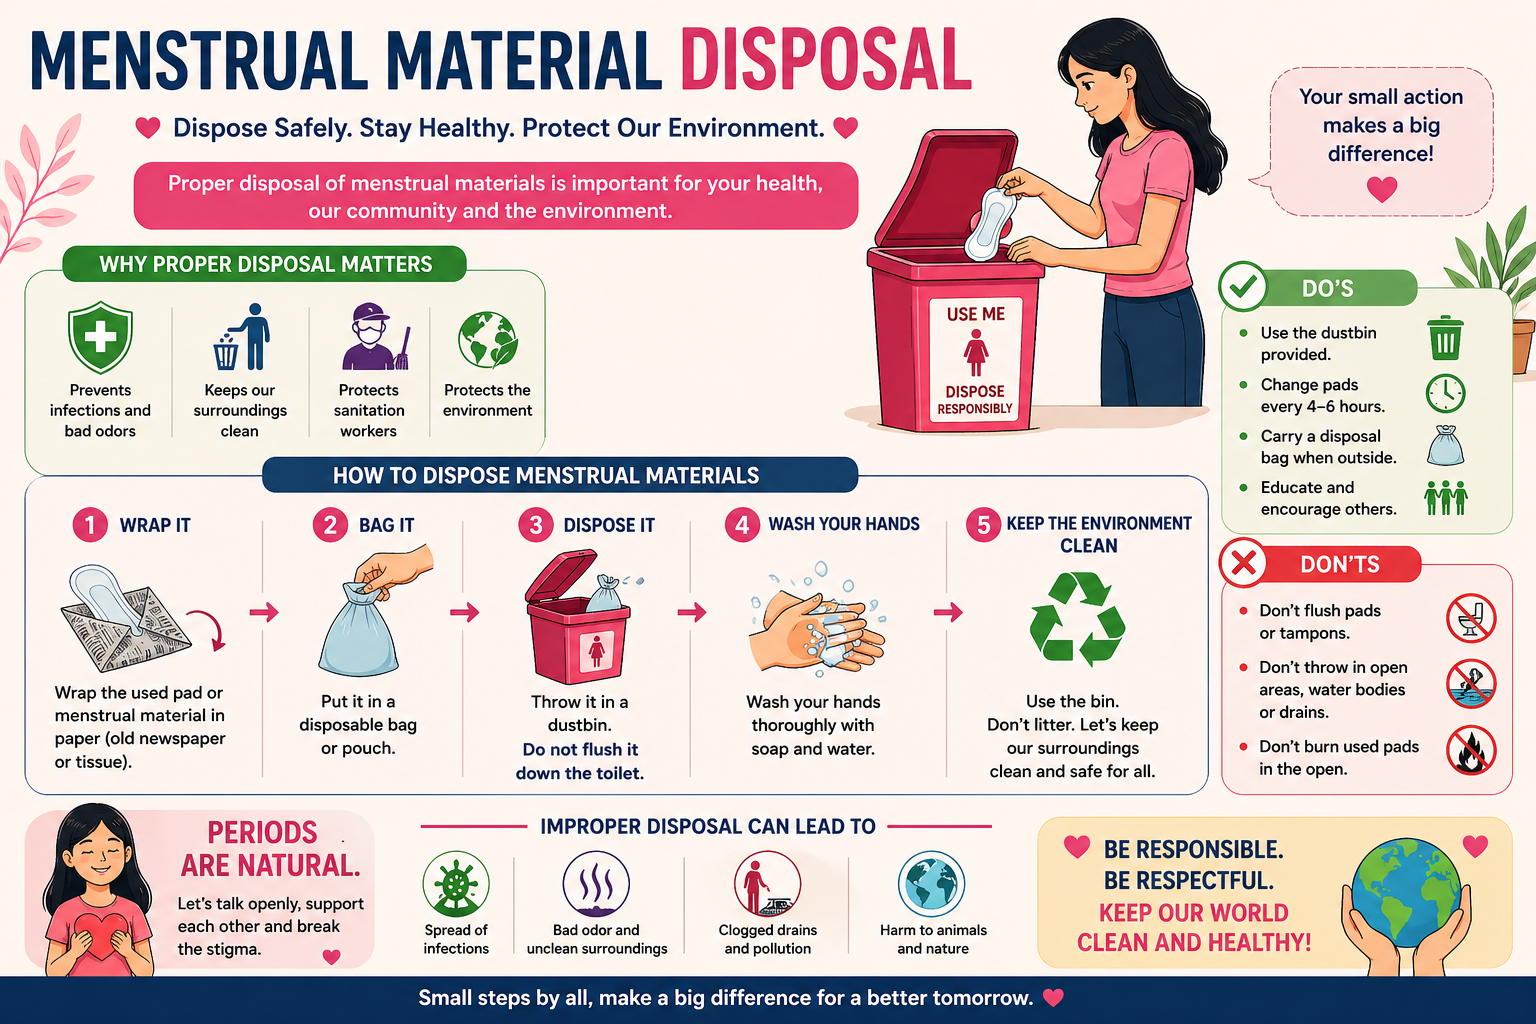 MENSTRUAL MATERIAL DISPOSAL
Dispose Safely. Stay Healthy. Protect Our Environment.
Proper disposal of menstrual materials is important for your health,
our community and the environment.
Your small action
makes a big
difference!
USE ME
DISPOSE
RESPONSIBLY
WHY PROPER DISPOSAL MATTERS
Prevents
infections and
bad odors
Keeps our
surroundings
clean
Protects
sanitation
workers
Protects the
environment
DO'S
Use the dustbin
provided.
Change pads
every 4–6 hours.
Carry a disposal
bag when outside.
Educate and
encourage others.
HOW TO DISPOSE MENSTRUAL MATERIALS
1 WRAP IT
Wrap the used pad or
menstrual material in
paper (old newspaper
or tissue).
2 BAG IT
Put it in a
disposable bag
or pouch.
3 DISPOSE IT
Throw it in a
dustbin.
Do not flush it
down the toilet.
4 WASH YOUR HANDS
Wash your hands
thoroughly with
soap and water.
5 KEEP THE ENVIRONMENT
CLEAN
Use the bin.
Don't litter. Let's keep
our surroundings
clean and safe for all.
DON'TS
Don't flush pads
or tampons.
Don't throw in open
areas, water bodies
or drains.
Don't burn used pads
in the open.
PERIODS
ARE NATURAL.
Let's talk openly, support
each other and break
the stigma.
IMPROPER DISPOSAL CAN LEAD TO
Spread of
infections
Bad odor and
unclean surroundings
Clogged drains
and pollution
Harm to animals
and nature
BE RESPONSIBLE.
BE RESPECTFUL.
KEEP OUR WORLD
CLEAN AND HEALTHY!
Small steps by all, make a big difference for a better tomorrow.